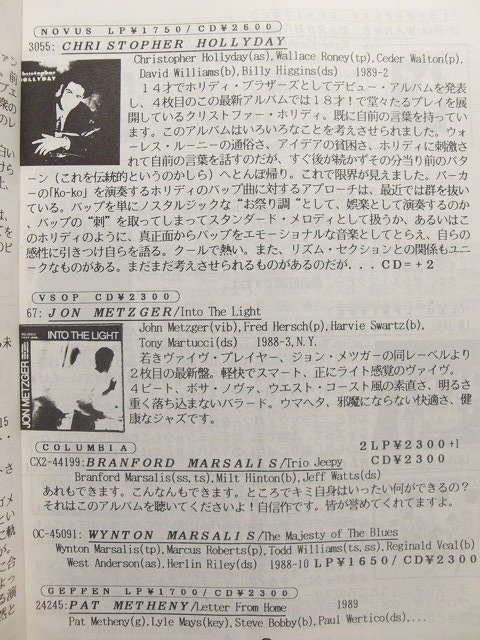 NOVUS LP¥1750/CD¥2600
3055: CHRISTOPHER HOLLYDAY
christopher
HOLLYDAY
Christopher Hollyday(as),Wallace Roney(tp),Ceder Walton(p),
David Williams(b),Billy Higgins(ds) 1989-2
14才でホリディ・ブラザーズとしてデビュー・アルバムを発表
し、4枚目のこの最新アルバムでは18才!で堂々たるプレイを展
開しているクリストファー・ホリディ。既に自前の言葉を持ってい
ます。このアルバムはいろいろなことを考えさせられました。ウォ
ーレス・ルーニーの通俗さ、アイデアの貧困さ、ホリディに刺激さ
れて自前の言葉を話すのだが、すぐ後が続かずその分当り前のパタ
ーン(これを伝統的というのかしら)へとんぼ帰り。これで限界が見えました。パーカ
ーの「Ko-ko」を演奏するホリディのバップ曲に対するアプローチは、最近では群を抜い
ている。バップを単にノスタルジックな“お祭り調“として、娯楽として演奏するのか
、バップの“刺”を取ってしまってスタンダード・メロディとして扱うか、あるいはこ
のホリディのように、真正面からバップをエモーショナルな音楽としてとらえ、自らの
感性に引きつけ自らを語る。クールで熱い。また、リズム・セクションとの関係もユニ
ークなものがある。まだまだ考えさせられるものがあるのだが... CD=+2
VSOP CD¥2300
67: JON METZGER/Into The Light
INTO THE LIGHT
JON METZGER
John Metzger(vib),Fred Hersch(p),Harvie Swartz(b),
Tony Martucci(ds) 1988-3,N.Y.
若きヴァイヴ・プレイヤー、ジョン・メツガーの同レーベルより
2枚目の最新盤。軽快でスマート、正にライト感覚のヴァイヴ。
4ビート、ボサ・ノヴァ、ウエスト・コースト風の素直さ、明るさ
重く落ち込まないバラード。ウマヘタ、邪魔にならない快適さ、健
康なジャズです。
COLUMBIA 2LP¥2300+1
CX2-44199:BRANFORD MARSALIS/Trio Jeepy CD¥2300
Branford Marsalis(ss,ts),Milt Hinton(b),Jeff Watts(ds)
あれもできます。こんなんもできます。ところでキミ自身はいったい何ができるの?
それはこのアルバムを聴いてくださいよ!自信作です。皆が誉めてくれてますよ。
OC-45091: WYNTON MARSALIS/The Majesty of The Blues
Wynton Marsalis(tp),Marcus Roberts(p),Todd Williams(ts,ss),Reginald Veal(b)
West Anderson(as),Herlin Riley(ds) 1988-10 LP¥1650/CD¥2300
GEFFEN LP¥1700/CD¥2300
24245:PAT METHENY/Letter From Home 1989
Pat Metheny(g),Lyle Mays(key),Steve Bobby(b),Paul Wertico(ds),...